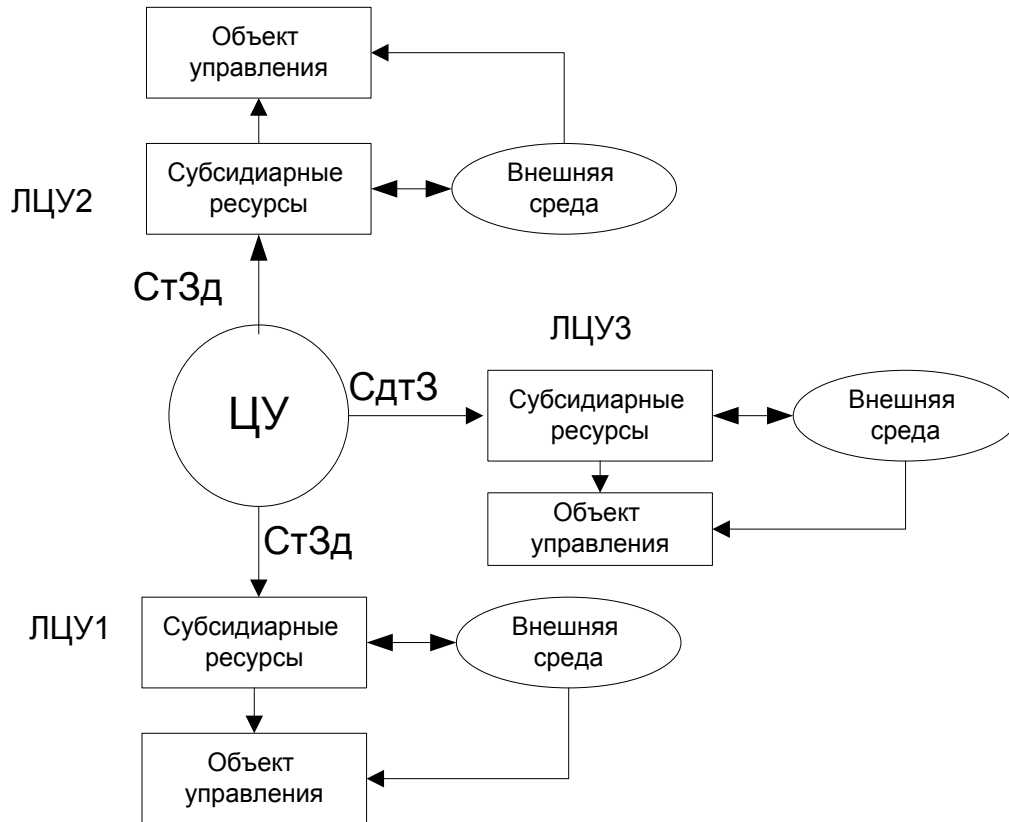 Объект
управления
Субсидиарные
ресурсы
Внешняя
среда
ЛЦУ2
СтЗд
ЛЦУ3
ЦУ
СдтЗ
Субсидиарные
ресурсы
Внешняя
среда
Объект
управления
СтЗд
ЛЦУ1
Субсидиарные
ресурсы
Внешняя
среда
Объект
управления